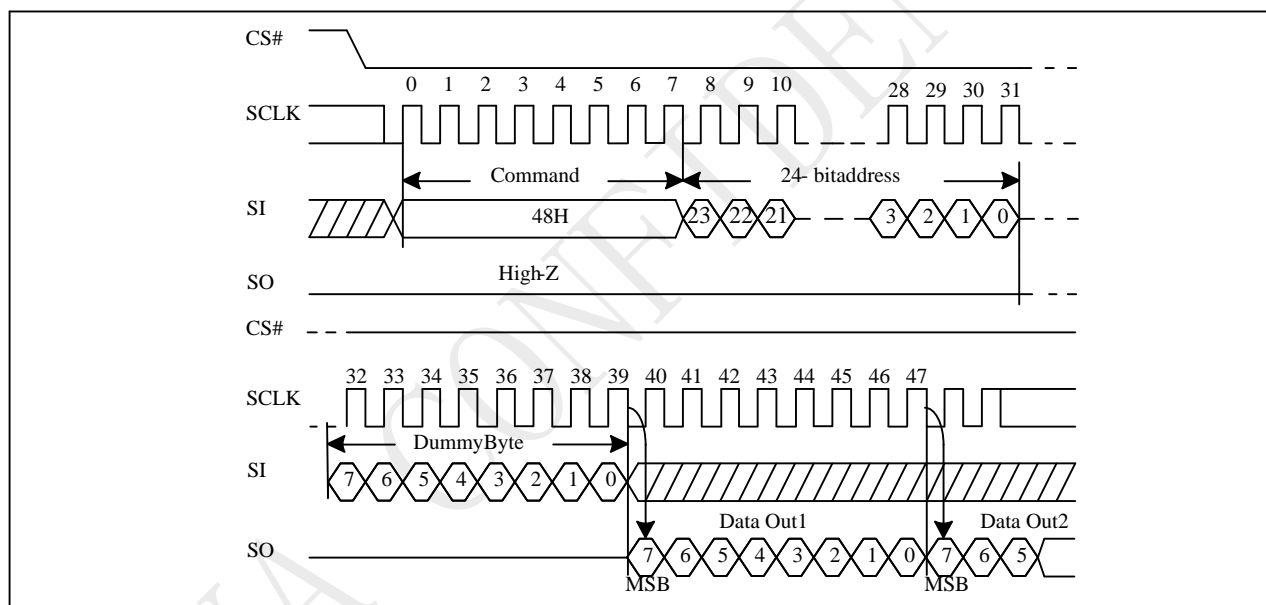 CS#
0 1 2 3 4 5 6 7 8 9 10 28 29 30 31
SCLK
Command 24- bitaddress
SI 48H 23 22 21 3 2 1 0
High-Z
SO
CS#
32 33 34 35 36 37 38 39 40 41 42 43 44 45 46 47
SCLK
DummyByte
SI 7 6 5 4 3 2 1 0
Data Out1 Data Out2
SO 7 6 5 4 3 2 1 0 7 6 5
MSB MSB
CONFIDEN